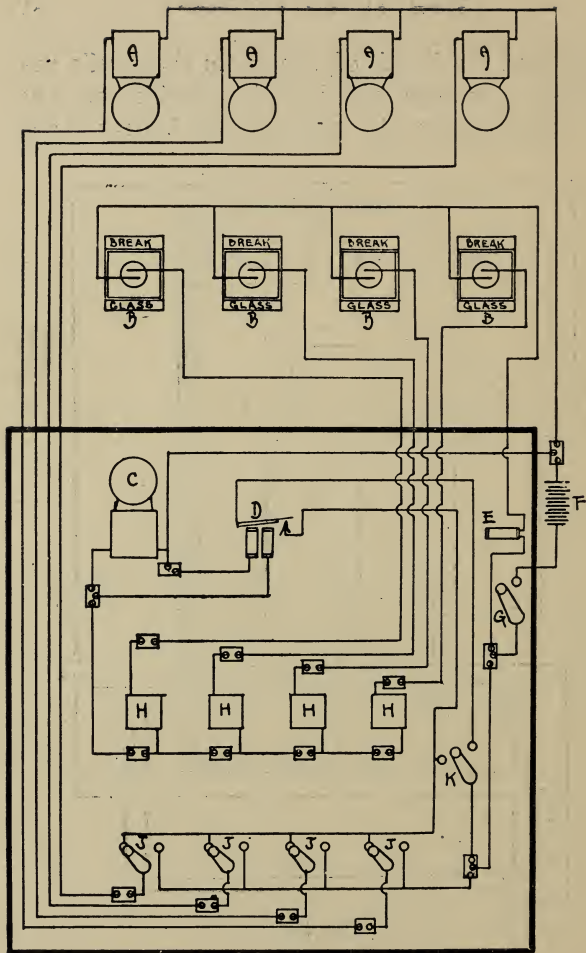 A A A A
BREAK BREAK BREAK BREAK
GLASS GLASS GLASS GLASS
B B B B
C
D
E
F
G
H H H H
K
J J J J